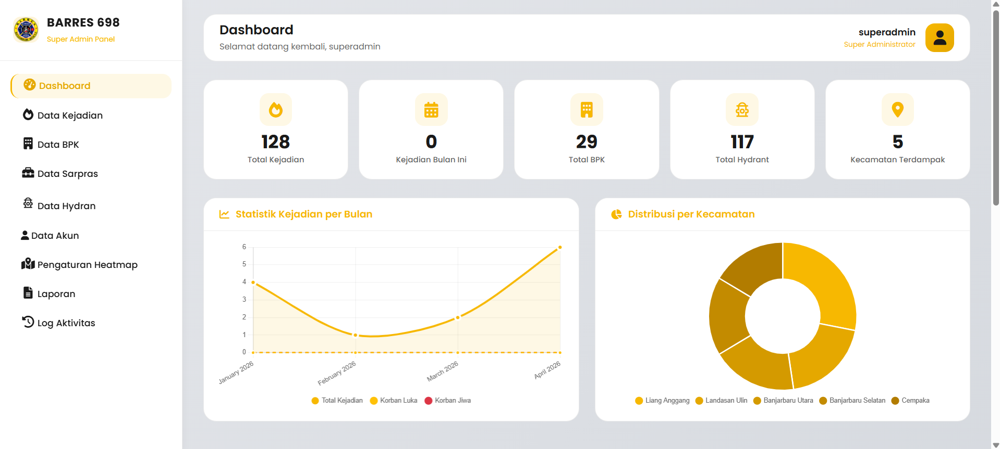 BARRES 698
Super Admin Panel
Dashboard
Data Kejadian
Data BPK
Data Sarpras
Data Hydran
Data Akun
Pengaturan Heatmap
Laporan
Log Aktivitas
Dashboard
Selamat datang kembali, superadmin
superadmin
Super Administrator
128
Total Kejadian
0
Kejadian Bulan Ini
29
Total BPK
117
Total Hydrant
5
Kecamatan Terdampak
Statistik Kejadian per Bulan
6
5
4
3
2
1
0
January 2026
February 2026
March 2026
April 2026
Total Kejadian
Korban Luka
Korban Jiwa
Distribusi per Kecamatan
Liang Anggang
Landasan Ulin
Banjarbaru Utara
Banjarbaru Selatan
Cempaka